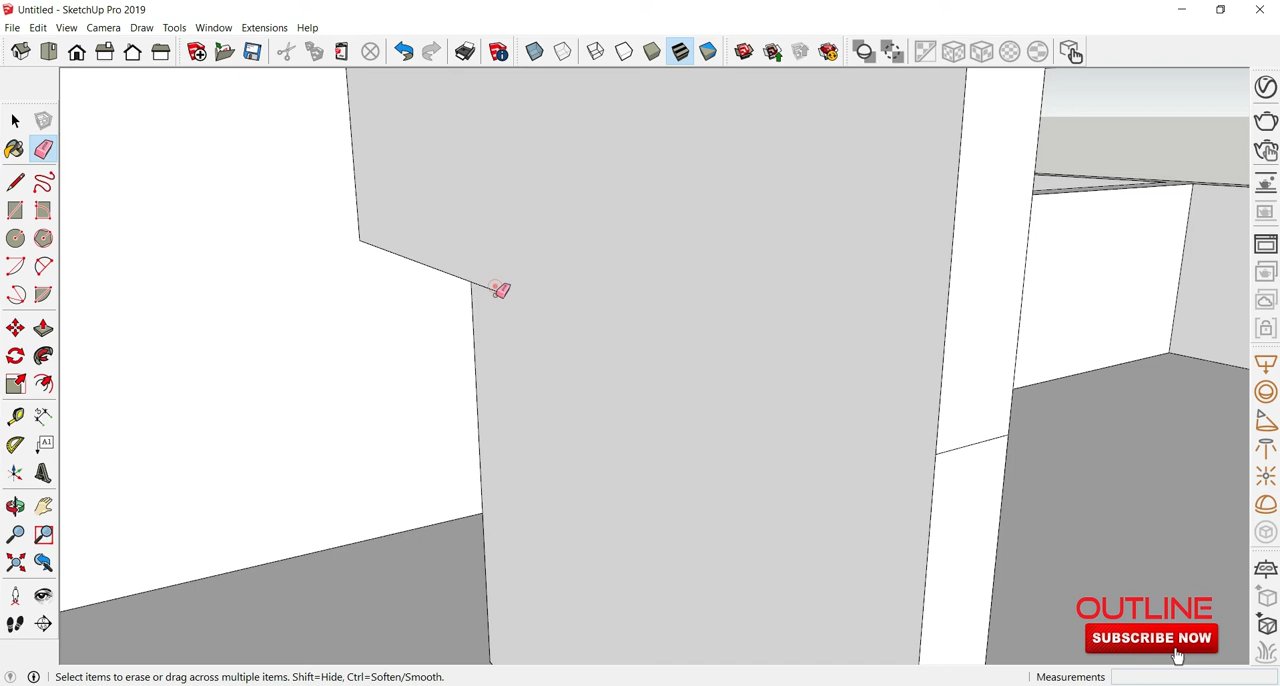 Untitled - SketchUp Pro 2019
File Edit View Camera Draw Tools Window Extensions Help
A1
OUTLINE
SUBSCRIBE NOW
Select items to erase or drag across multiple items. Shift=Hide, Ctrl=Soften/Smooth.
Measurements